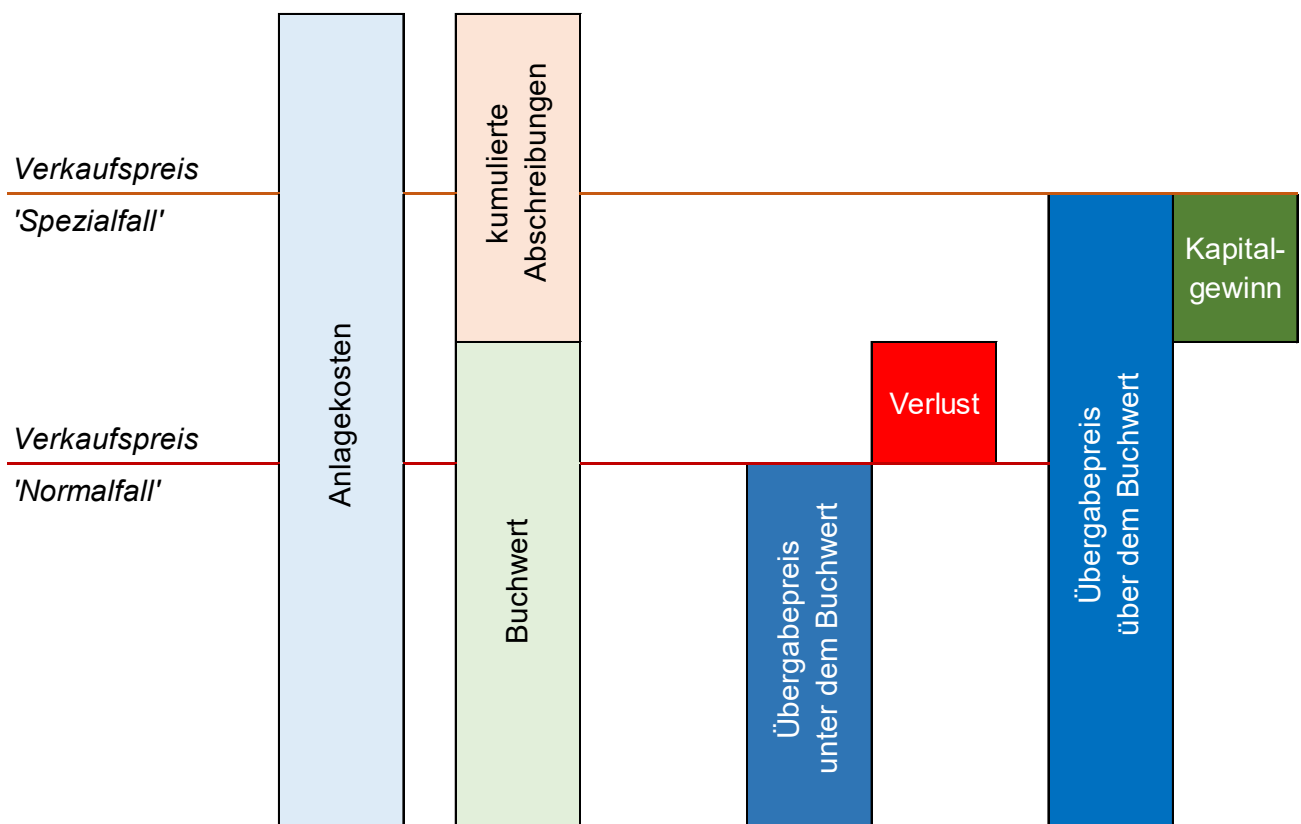 Verkaufspreis
'Spezialfall'
Verkaufspreis
'Normalfall'
Anlagekosten
kumulierte
Abschreibungen
Buchwert
Übergabepreis
unter dem Buchwert
Verlust
Übergabepreis
über dem Buchwert
Kapital-
gewinn